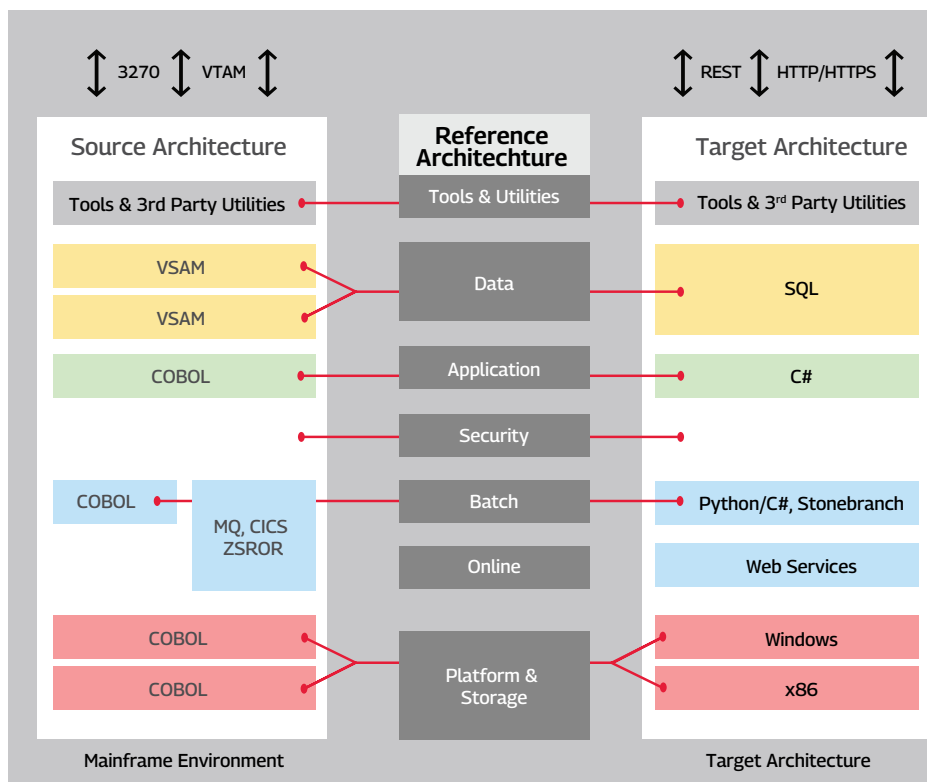 3270 VTAM
REST HTTP/HTTPS
Source Architecture
Reference
Architechture
Target Architecture
Tools & 3rd Party Utilities
Tools & Utilities
Tools & 3rd Party Utilities
VSAM
VSAM
Data
SQL
COBOL
Application
C#
Security
COBOL
MQ, CICS
ZSROR
Batch
Python/C#, Stonebranch
Online
Web Services
COBOL
COBOL
Platform &
Storage
Windows
x86
Mainframe Environment
Target Architecture